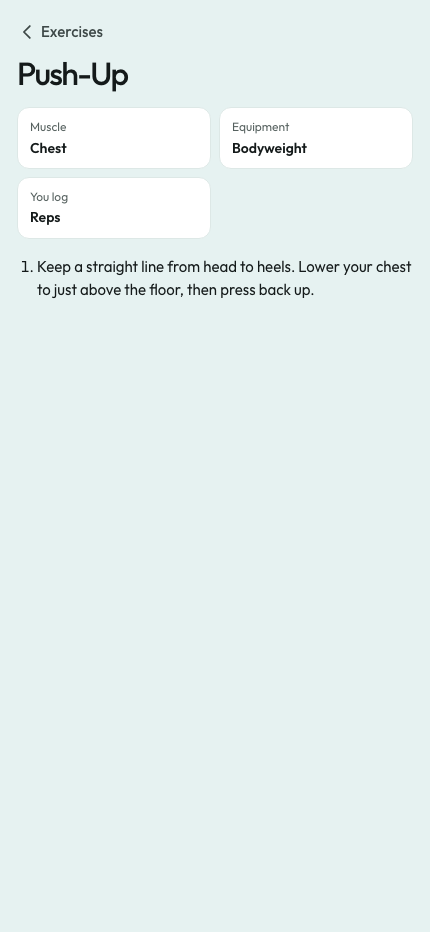 Exercises
Push-Up
Muscle
Chest
Equipment
Bodyweight
You log
Reps
1. Keep a straight line from head to heels. Lower your chest
to just above the floor, then press back up.